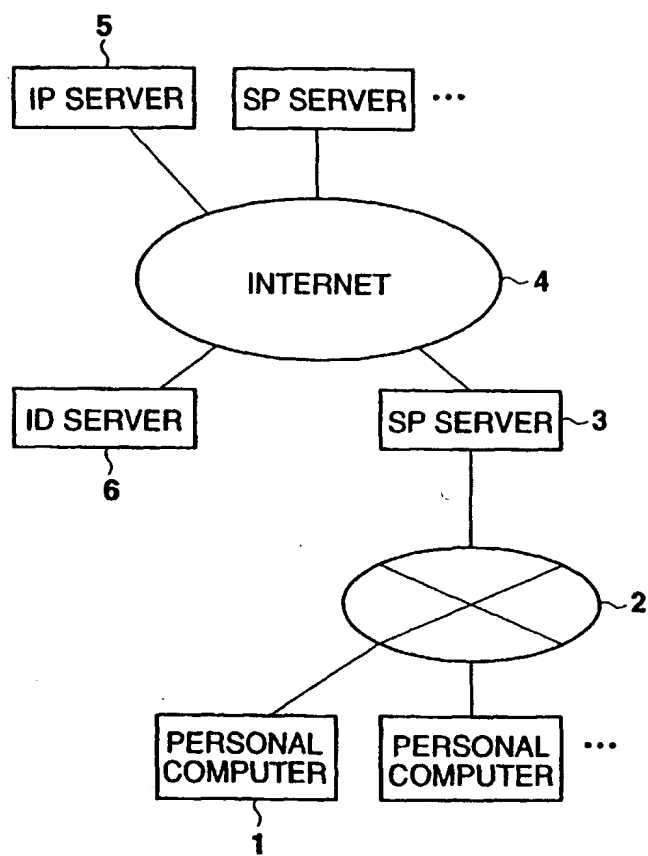 5
IP SERVER
SP SERVER ...
INTERNET
4
ID SERVER
6
SP SERVER
3
2
PERSONAL
COMPUTER
1
PERSONAL
COMPUTER
...